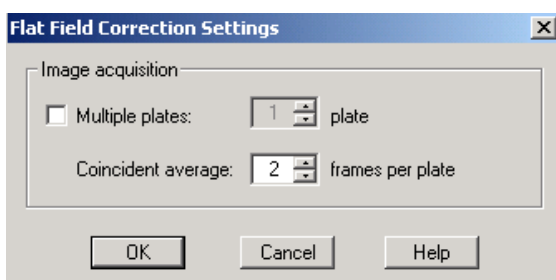 Flat Field Correction Settings
Image acquisition
Multiple plates: 1 plate
Coincident average: 2 frames per plate
OK Cancel Help